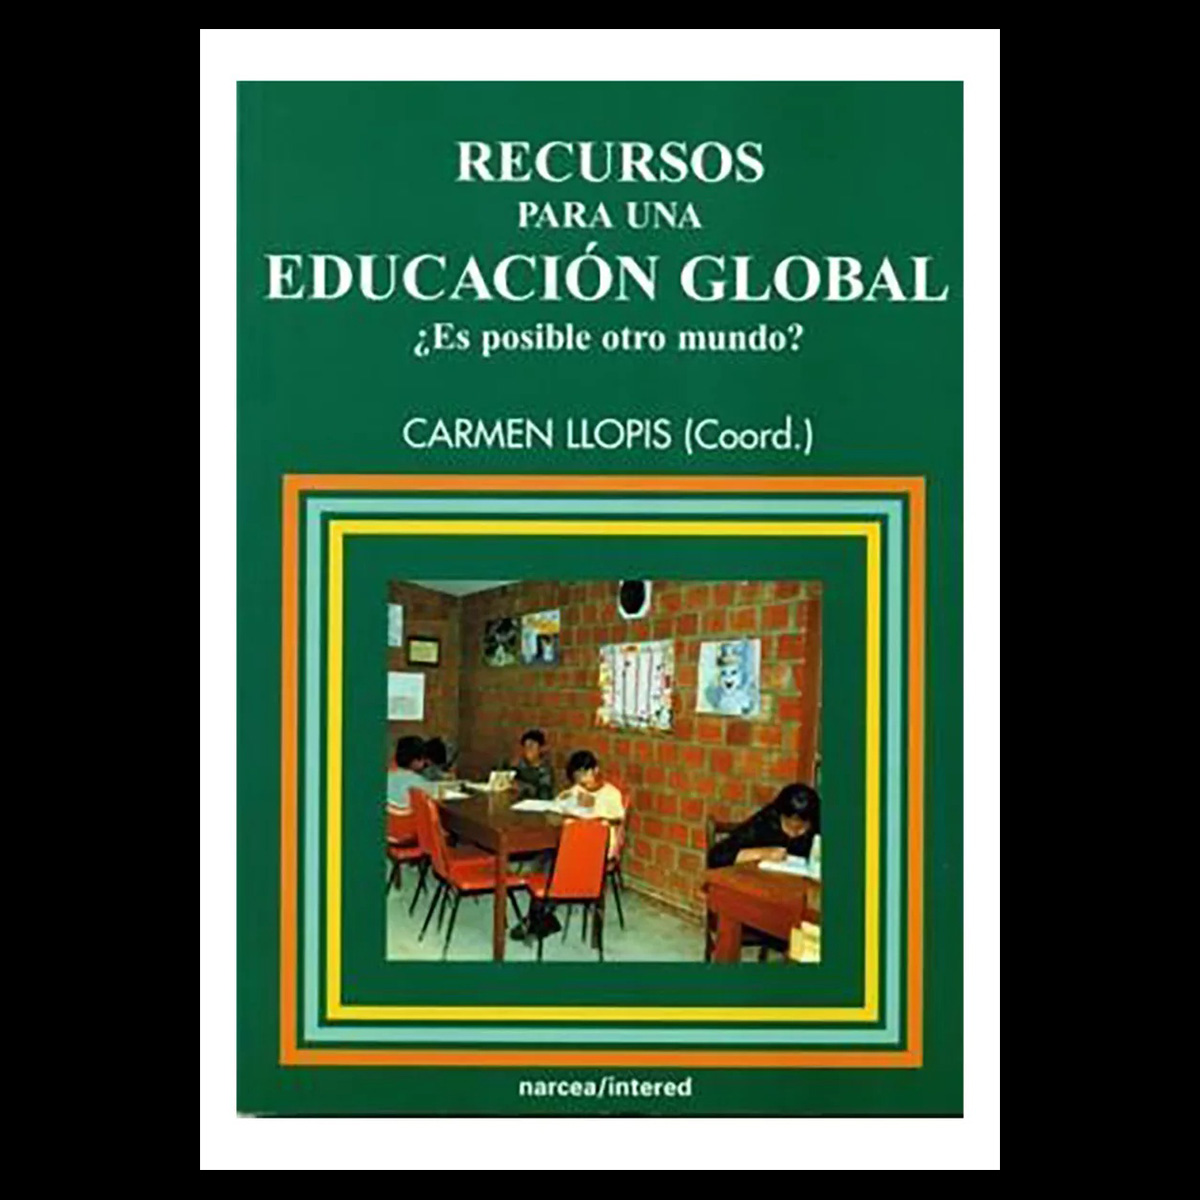 RECURSOS
PARA UNA
EDUCACIÓN GLOBAL
¿Es posible otro mundo?
CARMEN LLOPIS (Coord.)
narcea/intered